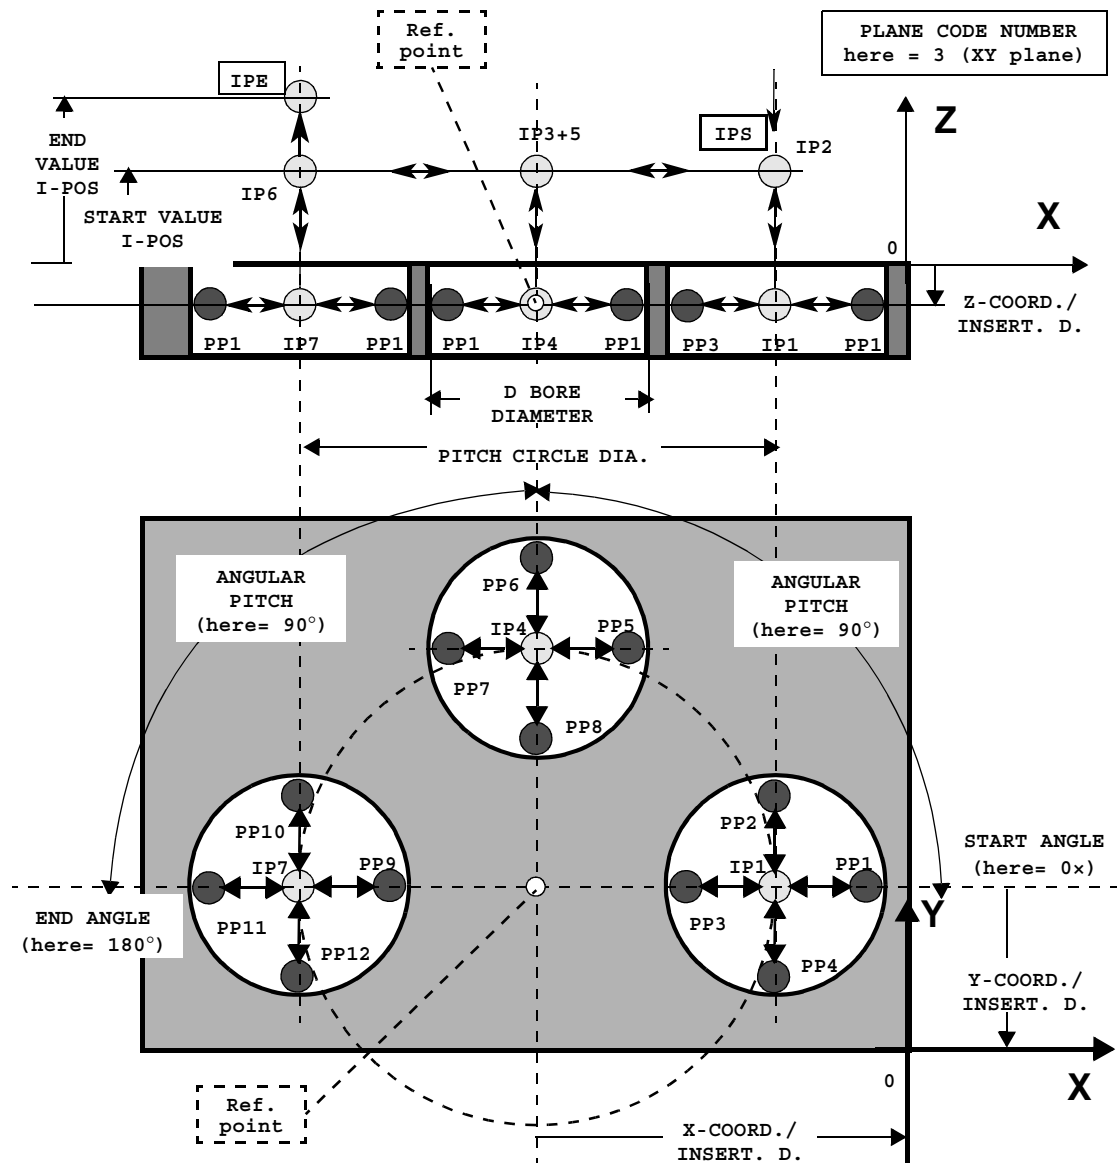 Ref.
point
PLANE CODE NUMBER
here = 3 (XY plane)
IPE
Z
END
VALUE
I-POS
IP3+5
IPS
IP2
IP6
START VALUE
I-POS
X
0
Z-COORD./
INSERT. D.
PP1
IP7
PP1
PP1
IP4
PP1
PP3
IP1
PP1
D BORE
DIAMETER
PITCH CIRCLE DIA.
ANGULAR
PITCH
(here= 90°)
ANGULAR
PITCH
(here= 90°)
PP6
IP4
PP5
PP7
PP8
PP10
IP7
PP9
PP11
PP12
PP2
IP1
PP1
PP3
PP4
START ANGLE
(here= 0x)
END ANGLE
(here= 180°)
Y
Y-COORD./
INSERT. D.
0
X
Ref.
point
X-COORD./
INSERT. D.